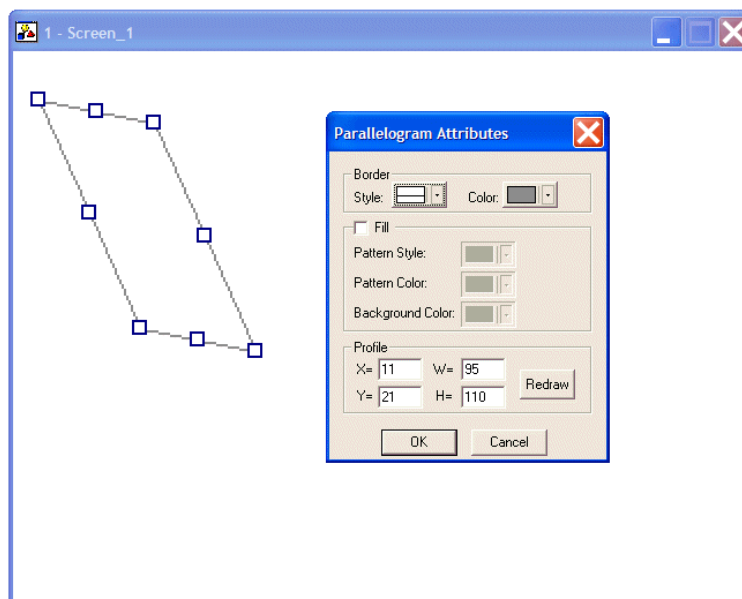 1 - Screen_1
Parallelogram Attributes
Border
Style: Color:
Fill
Pattern Style:
Pattern Color:
Background Color:
Profile
X= 11 W= 95
Y= 21 H= 110
Redraw
OK Cancel